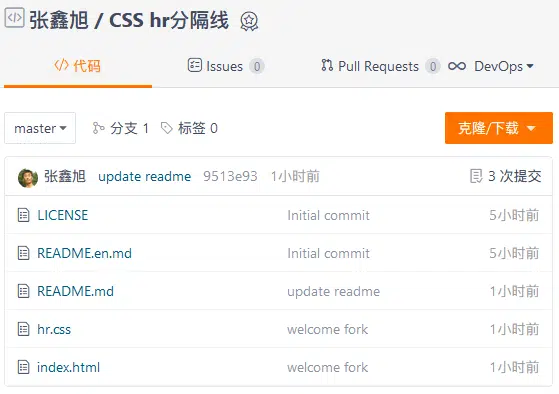 张鑫旭 / CSS hr分隔线
代码 Issues 0 Pull Requests 0 DevOps
master 分支 1 标签 0 克隆/下载
张鑫旭 update readme 9513e93 1小时前 3 次提交
LICENSE Initial commit 5小时前
README.en.md Initial commit 5小时前
README.md update readme 1小时前
hr.css welcome fork 1小时前
index.html welcome fork 1小时前